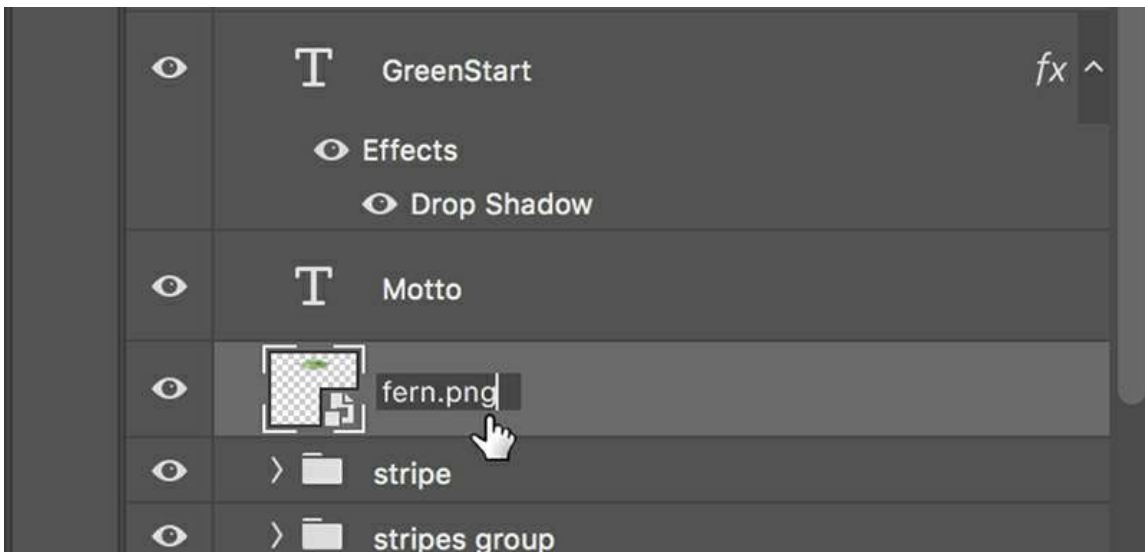 GreenStart fx
Effects
Drop Shadow
Motto
fern.png
stripe
stripes group